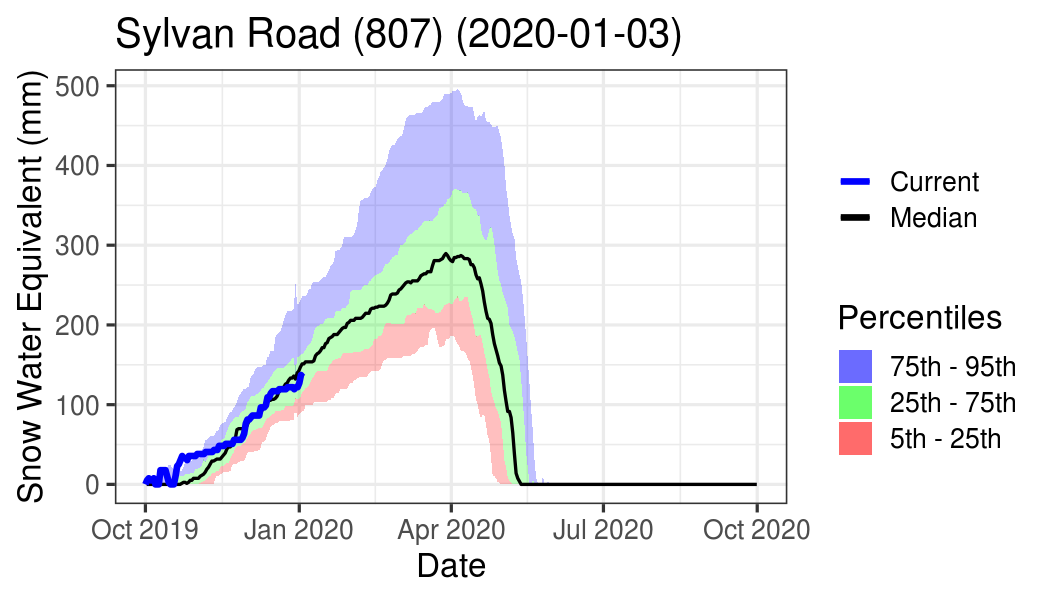 Sylvan Road (807) (2020-01-03)
Snow Water Equivalent (mm)
500
400
300
200
100
0
Oct 2019
Jan 2020
Apr 2020
Jul 2020
Oct 2020
Date
Current
Median
Percentiles
75th - 95th
25th - 75th
5th - 25th